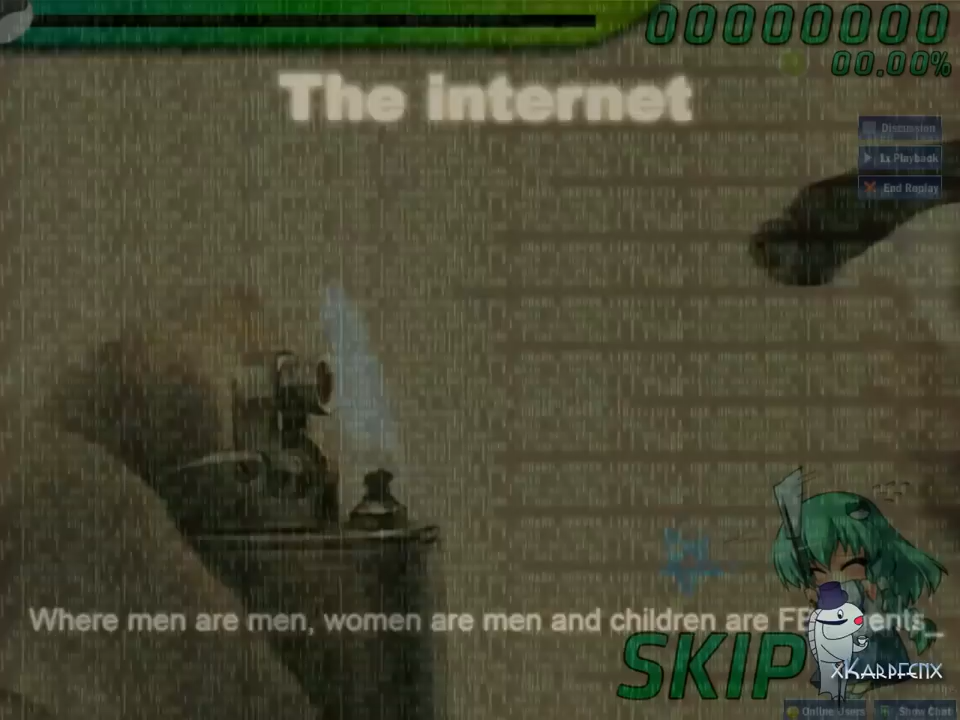 00000000
00.00%
The internet
Discussion
1x Playback
End Replay
Where men are men, women are men and children are
SKIP
xKarpfenx
Online Users
Show Chat